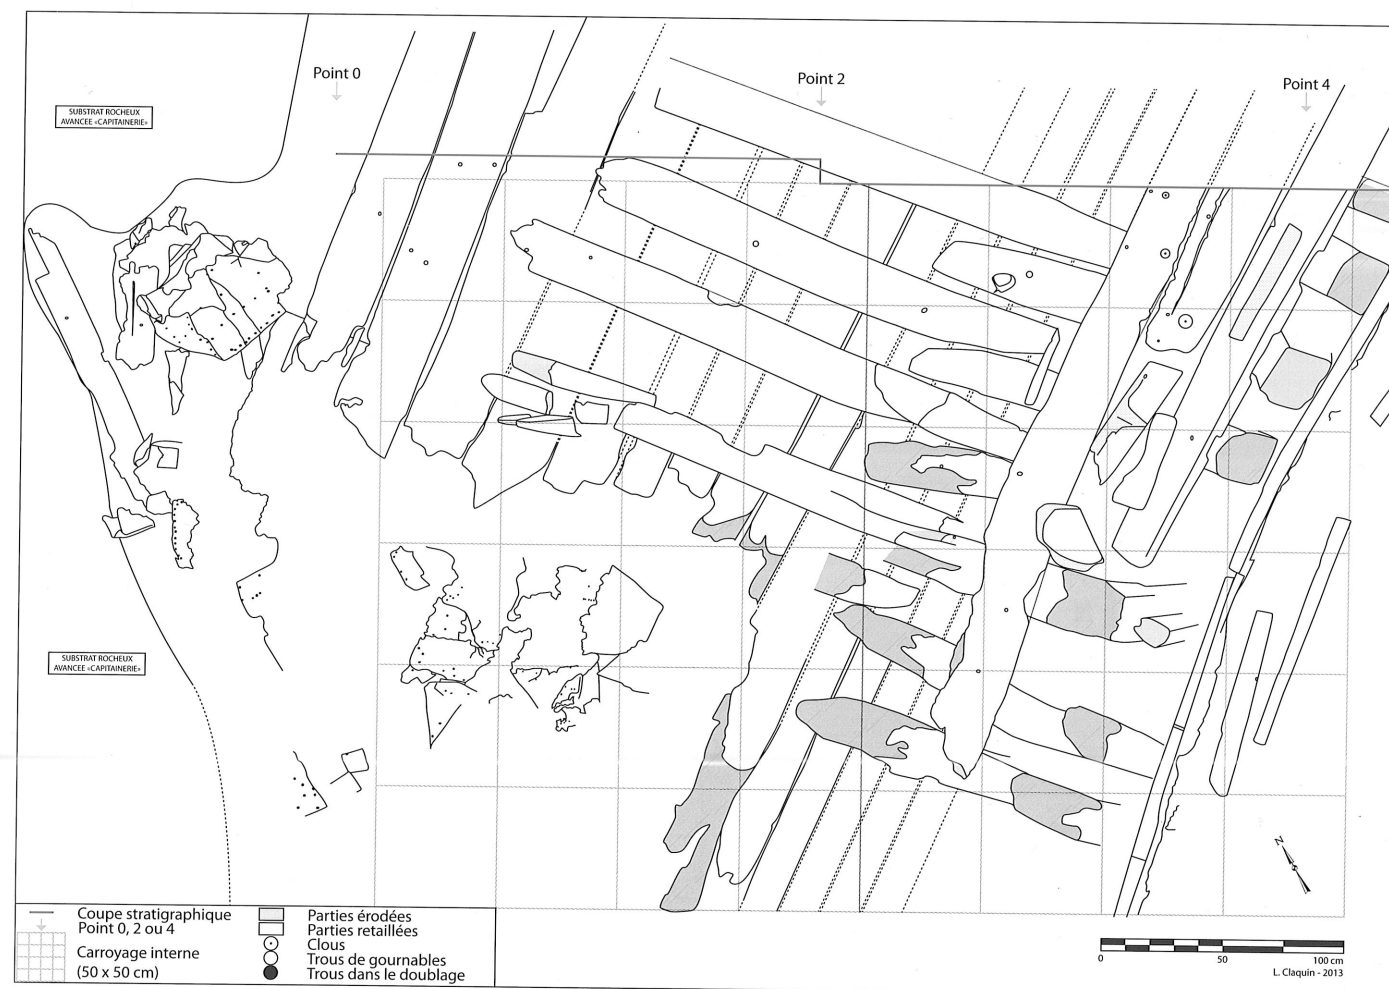 Point 0
Point 2
Point 4
SUBSTRAT ROCHEUX
AVANCEE «CAPITAINERIE»
SUBSTRAT ROCHEUX
AVANCEE «CAPITAINERIE»
N
S
Coupe stratigraphique
Point 0, 2 ou 4
Carroyage interne
(50 x 50 cm)
Parties érodées
Parties retaillées
Clous
Trous de gournables
Trous dans le doublage
0 50 100 cm
L. Claquin - 2013